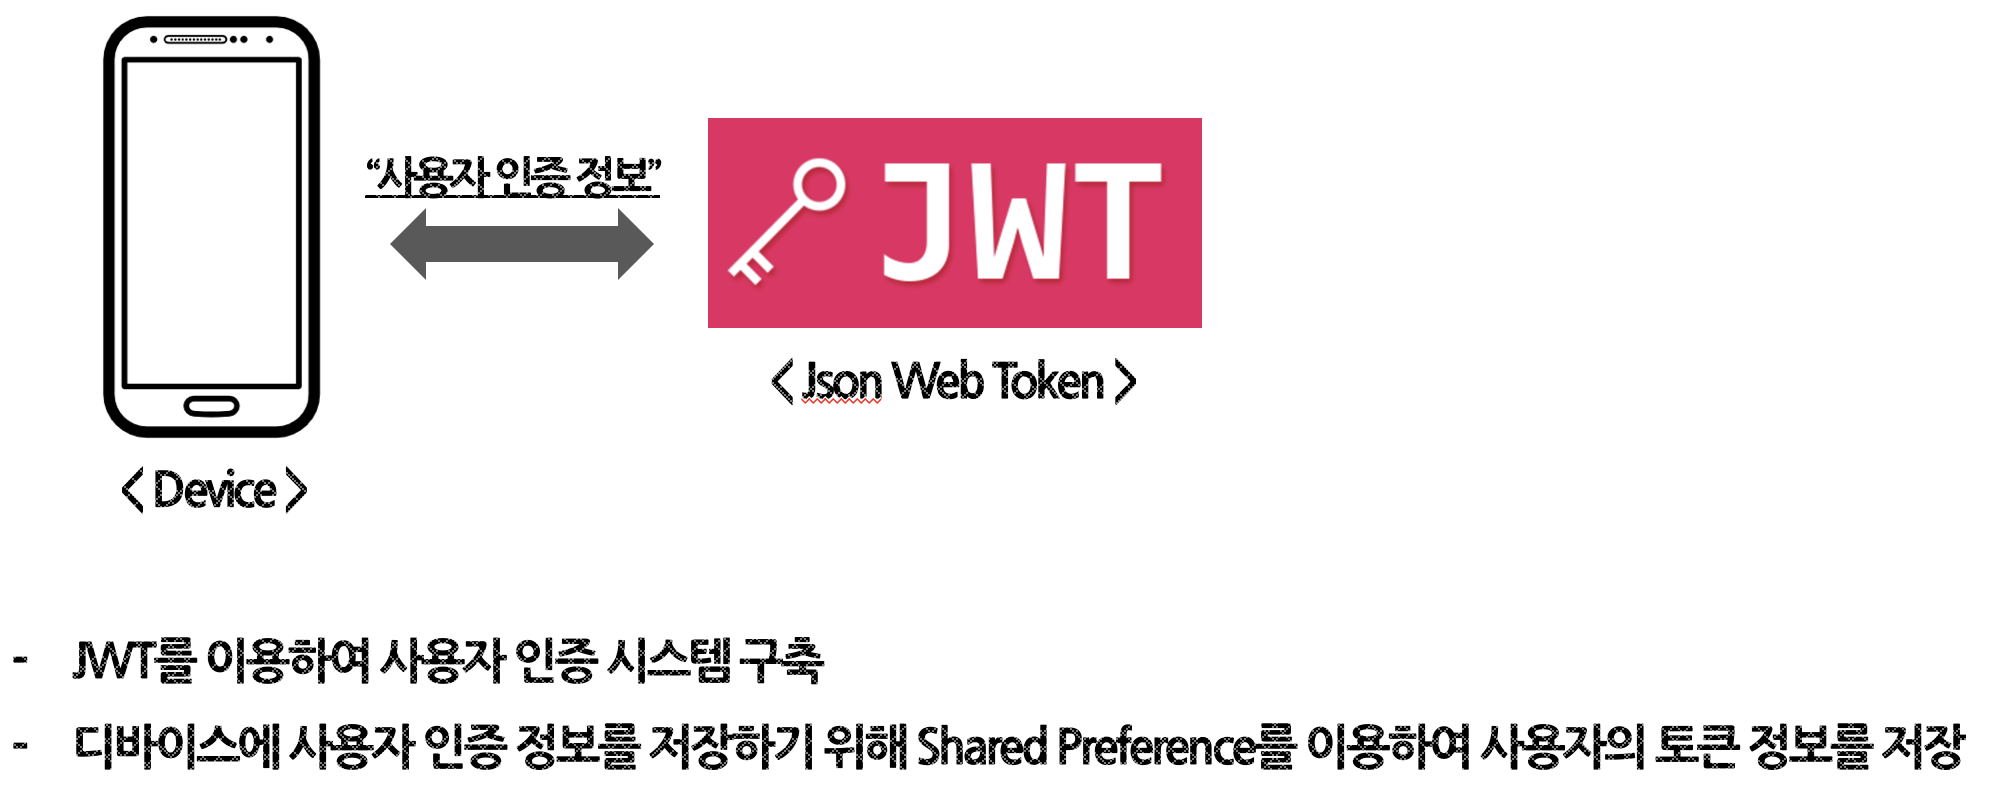 “사용자 인증 정보”
JWT
< Json Web Token >
< Device >
- JWT를 이용하여 사용자 인증 시스템 구축
- 디바이스에 사용자 인증 정보를 저장하기 위해 Shared Preference를 이용하여 사용자의 토큰 정보를 저장